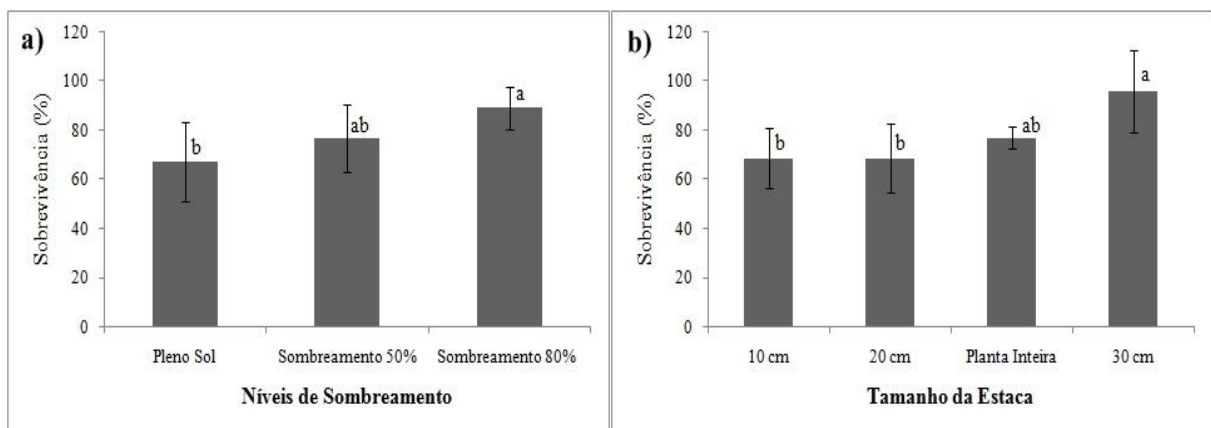 a)
120
100
80
60
40
20
0
Sobrevivência (%)
b
ab
a
Pleno Sol Sombreamento 50% Sombreamento 80%
Níveis de Sombreamento
b)
120
100
80
60
40
20
0
Sobrevivência (%)
b
b
ab
a
10 cm 20 cm Planta Inteira 30 cm
Tamanho da Estaca